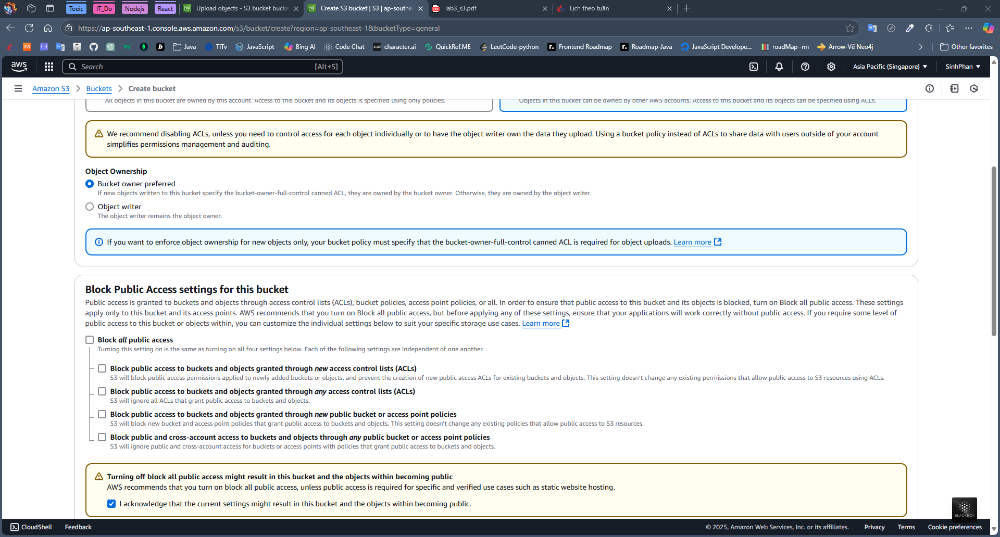 Toeic
IT_Do
Nodejs
React
Upload objects - S3 bucket bucke
Create S3 bucket | S3 | ap-southea
lab3_s3.pdf
Lịch theo tuần
https://ap-southeast-1.console.aws.amazon.com/s3/bucket/create?region=ap-southeast-1&bucketType=general
F8
Java
TiTv
JavaScript
Bing AI
Code Chat
c.ai
character.ai
QuickRef.ME
LeetCode-python
Frontend Roadmap
Roadmap-Java
JavaScript Develope...
roadMap -nn
Arrow-Vẽ Neo4j
Other favorites
aws
Search
[Alt+S]
Asia Pacific (Singapore)
SinhPhan
Amazon S3
Buckets
Create bucket
All objects in this bucket are owned by this account. Access to this bucket and its objects is specified using only policies.
Objects in this bucket can be owned by other AWS accounts. Access to this bucket and its objects can be specified using ACLs.
We recommend disabling ACLs, unless you need to control access for each object individually or to have the object writer own the data they upload. Using a bucket policy instead of ACLs to share data with users outside of your account
simplifies permissions management and auditing.
Object Ownership
Bucket owner preferred
If new objects written to this bucket specify the bucket-owner-full-control canned ACL, they are owned by the bucket owner. Otherwise, they are owned by the object writer.
Object writer
The object writer remains the object owner.
If you want to enforce object ownership for new objects only, your bucket policy must specify that the bucket-owner-full-control canned ACL is required for object uploads. Learn more
Block Public Access settings for this bucket
Public access is granted to buckets and objects through access control lists (ACLs), bucket policies, access point policies, or all. In order to ensure that public access to this bucket and its objects is blocked, turn on Block all public access. These settings
apply only to this bucket and its access points. AWS recommends that you turn on Block all public access, but before applying any of these settings, ensure that your applications will work correctly without public access. If you require some level of
public access to this bucket or objects within, you can customize the individual settings below to suit your specific storage use cases. Learn more
Block all public access
Turning this setting on is the same as turning on all four settings below. Each of the following settings are independent of one another.
Block public access to buckets and objects granted through new access control lists (ACLs)
S3 will block public access permissions applied to newly added buckets or objects, and prevent the creation of new public access ACLs for existing buckets and objects. This setting doesn't change any existing permissions that allow public access to S3 resources using ACLs.
Block public access to buckets and objects granted through any access control lists (ACLs)
S3 will ignore all ACLs that grant public access to buckets and objects.
Block public access to buckets and objects granted through new public bucket or access point policies
S3 will block new bucket and access point policies that grant public access to buckets and objects. This setting doesn't change any existing policies that allow public access to S3 resources.
Block public and cross-account access to buckets and objects through any public bucket or access point policies
S3 will ignore public and cross-account access for buckets or access points with policies that grant public access to buckets and objects.
Turning off block all public access might result in this bucket and the objects within becoming public
AWS recommends that you turn on block all public access, unless public access is required for specific and verified use cases such as static website hosting.
I acknowledge that the current settings might result in this bucket and the objects within becoming public.
BLACKBOX
CloudShell
Feedback
© 2025, Amazon Web Services, Inc. or its affiliates.
Privacy
Terms
Cookie preferences